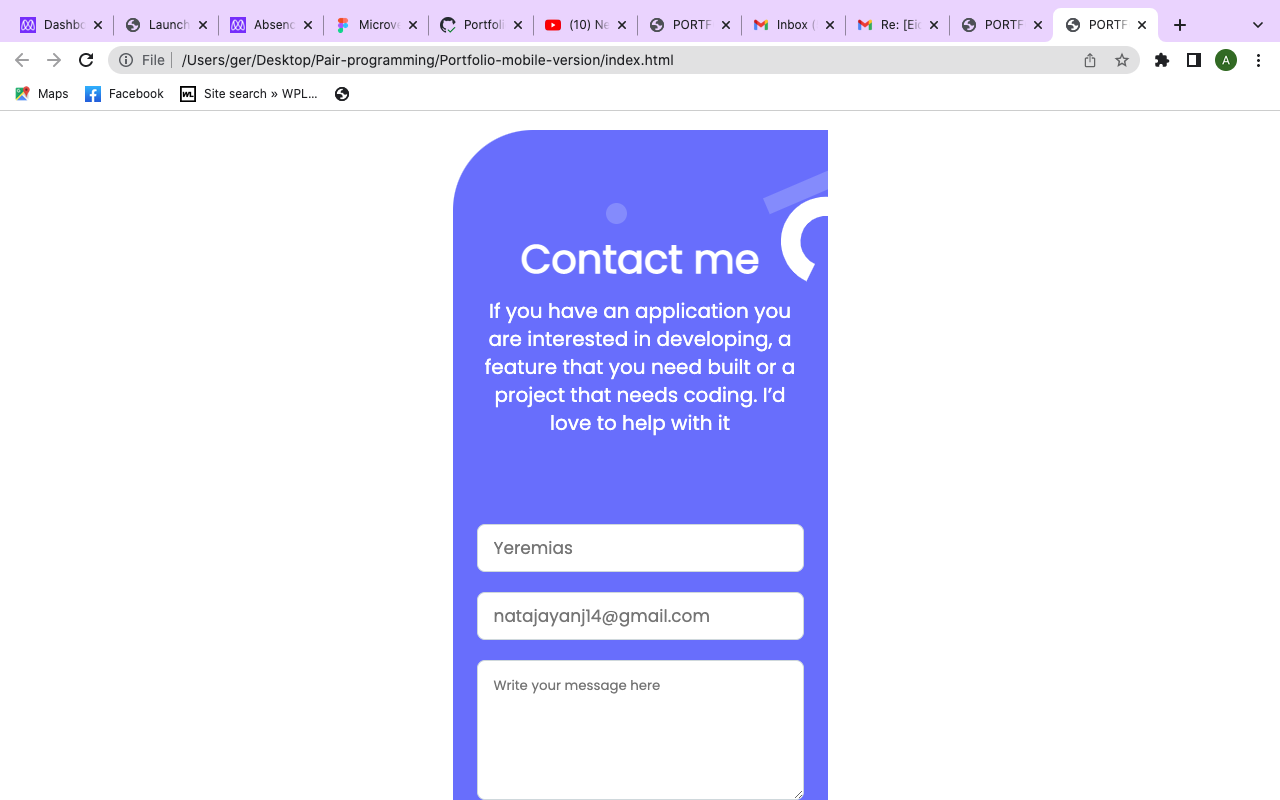 Dashbo
Launch
Absenc
Microve
Portfoli
(10) Ne
PORTF
Inbox (
Re: [Eic
PORTF
PORTF
File
/Users/ger/Desktop/Pair-programming/Portfolio-mobile-version/index.html
A
Maps
Facebook
WL
Site search » WPL...
Contact me
If you have an application you
are interested in developing, a
feature that you need built or a
project that needs coding. I’d
love to help with it
Yeremias
natajayanj14@gmail.com
Write your message here